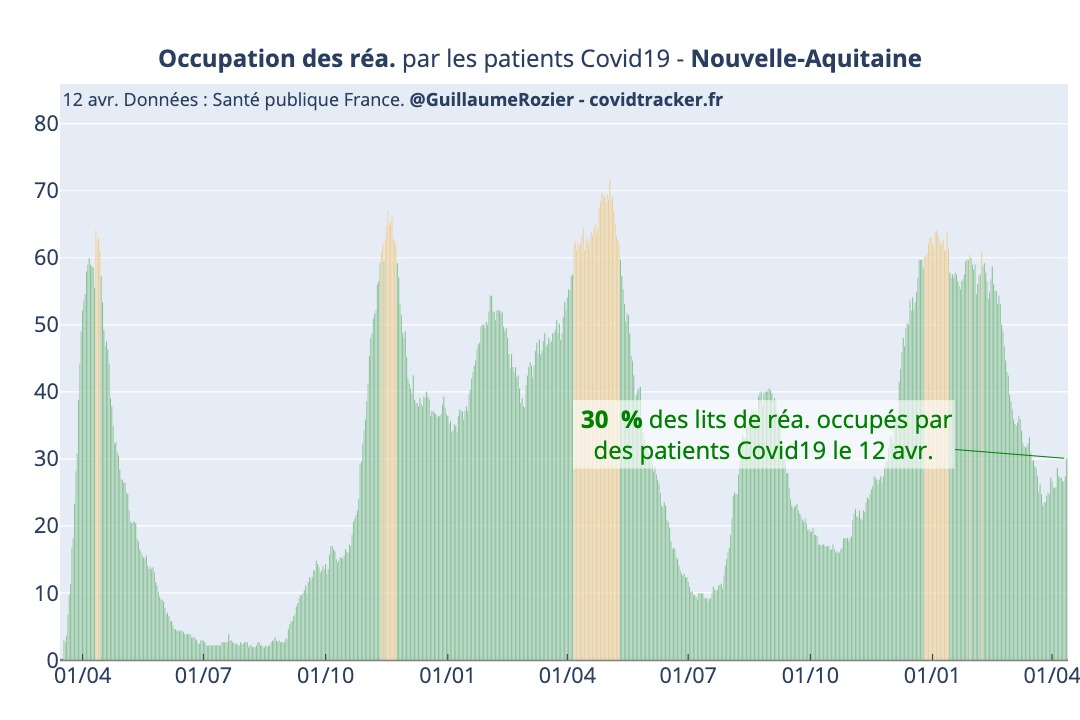 Occupation des réa. par les patients Covid19 - Nouvelle-Aquitaine
12 avr. Données : Santé publique France. @GuillaumeRozier - covidtracker.fr
80
70
60
50
40
30
20
10
0
30 % des lits de réa. occupés par
des patients Covid19 le 12 avr.
01/04 01/07 01/10 01/01 01/04 01/07 01/10 01/01 01/04